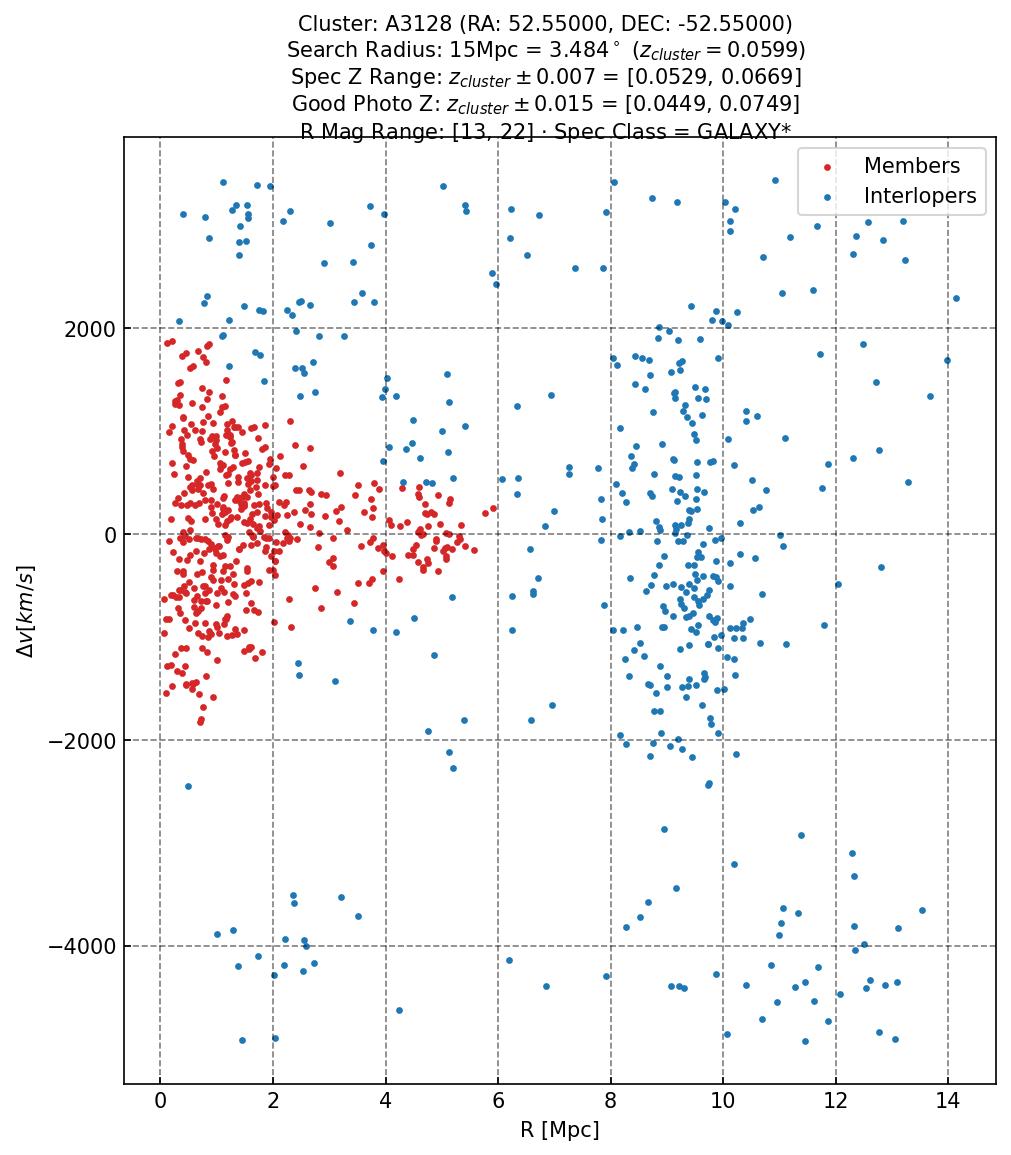 Cluster: A3128 (RA: 52.55000, DEC: -52.55000)
Search Radius: 15Mpc = 3.484° (z_cluster = 0.0599)
Spec Z Range: z_cluster ± 0.007 = [0.0529, 0.0669]
Good Photo Z: z_cluster ± 0.015 = [0.0449, 0.0749]
R Mag Range: [13, 22] · Spec Class = GALAXY*
Members
Interlopers
2000
0
−2000
−4000
Δv[km/s]
0 2 4 6 8 10 12 14
R [Mpc]